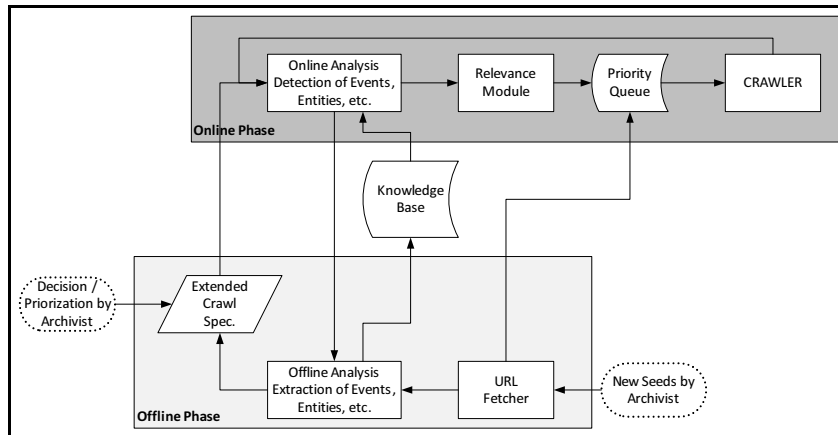 Online Analysis
Detection of Events,
Entities, etc.
Relevance
Module
Priority
Queue
CRAWLER
Online Phase
Knowledge
Base
Decision /
Priorization by
Archivist
Extended
Crawl
Spec.
Offline Analysis
Extraction of Events,
Entities, etc.
URL
Fetcher
New Seeds by
Archivist
Offline Phase